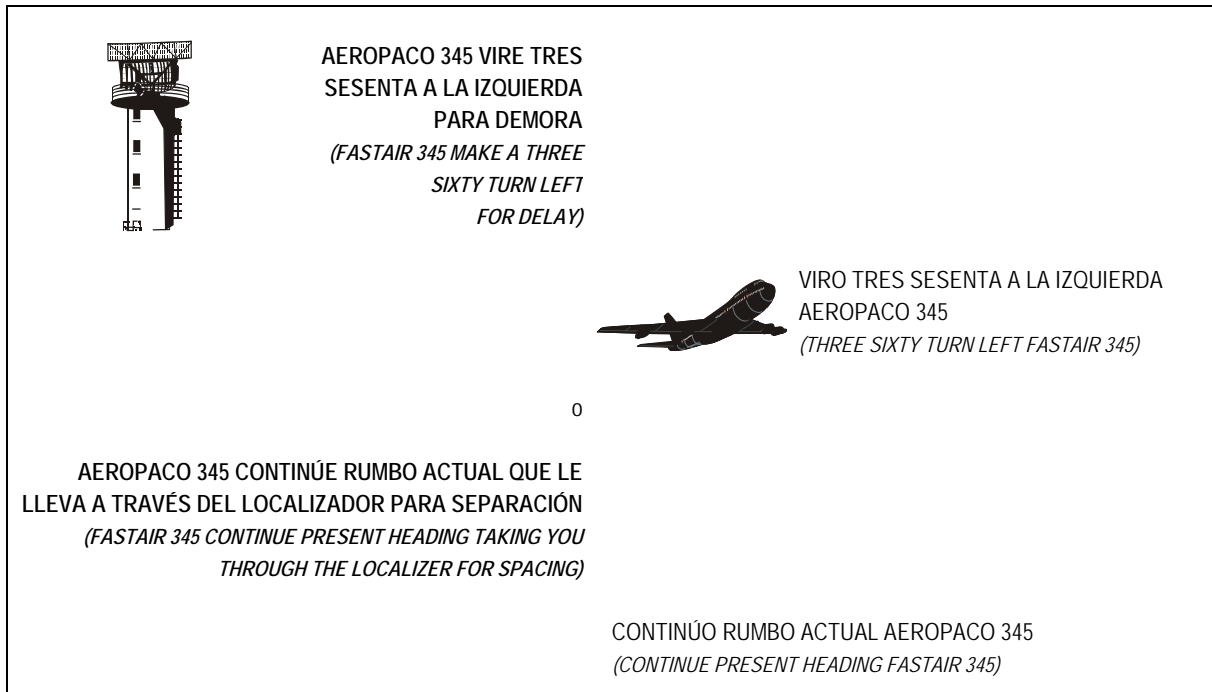 AEROPACO 345 VIRE TRES
SESENTA A LA IZQUIERDA
PARA DEMORA
(FASTAIR 345 MAKE A THREE
SIXTY TURN LEFT
FOR DELAY)
VIRO TRES SESENTA A LA IZQUIERDA
AEROPACO 345
(THREE SIXTY TURN LEFT FASTAIR 345)
O
AEROPACO 345 CONTINÚE RUMBO ACTUAL QUE LE
LLEVA A TRAVÉS DEL LOCALIZADOR PARA SEPARACIÓN
(FASTAIR 345 CONTINUE PRESENT HEADING TAKING YOU
THROUGH THE LOCALIZER FOR SPACING)
CONTINÚO RUMBO ACTUAL AEROPACO 345
(CONTINUE PRESENT HEADING FASTAIR 345)